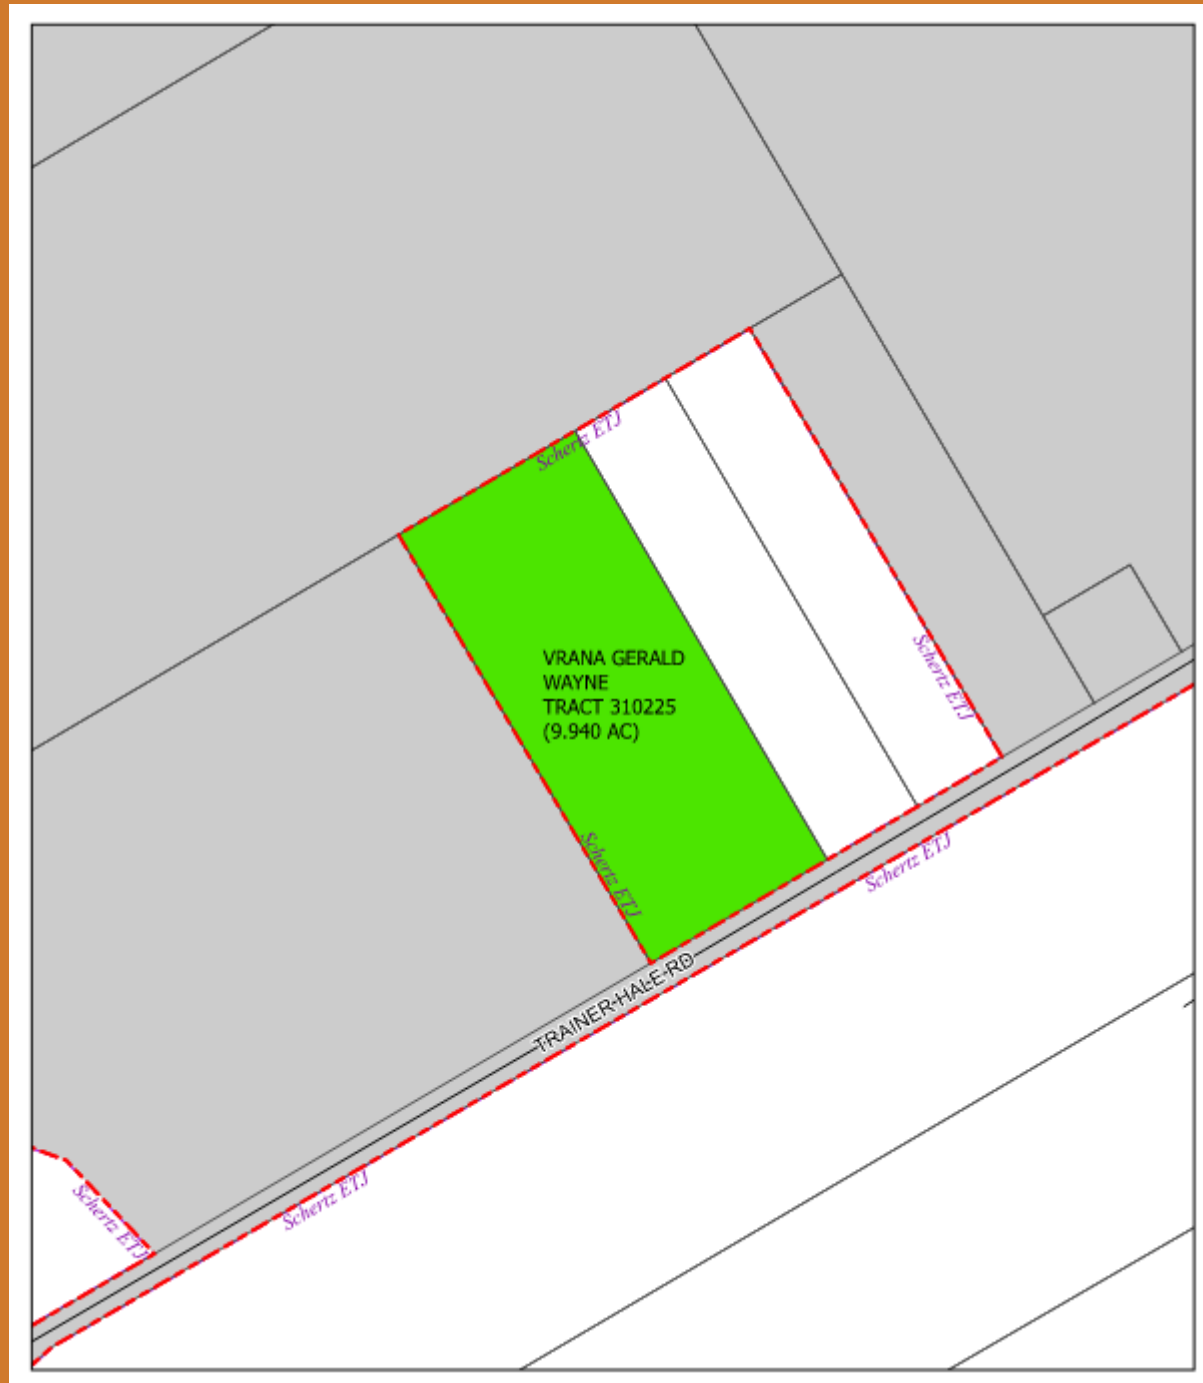 Schertz ETJ
VRANA GERALD
WAYNE
TRACT 310225
(9.940 AC)
Schertz ETJ
Schertz ETJ
Schertz ETJ
TRAINER-HALE-RD
Schertz ETJ
Schertz ETJ